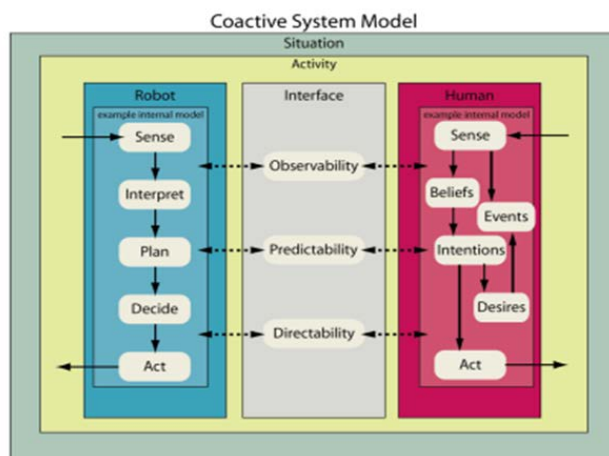 Coactive System Model
Situation
Activity
Robot
Interface
Human
example internal model
example internal model
Sense
Sense
Observability
Interpret
Beliefs
Events
Plan
Predictability
Intentions
Decide
Desires
Directability
Act
Act